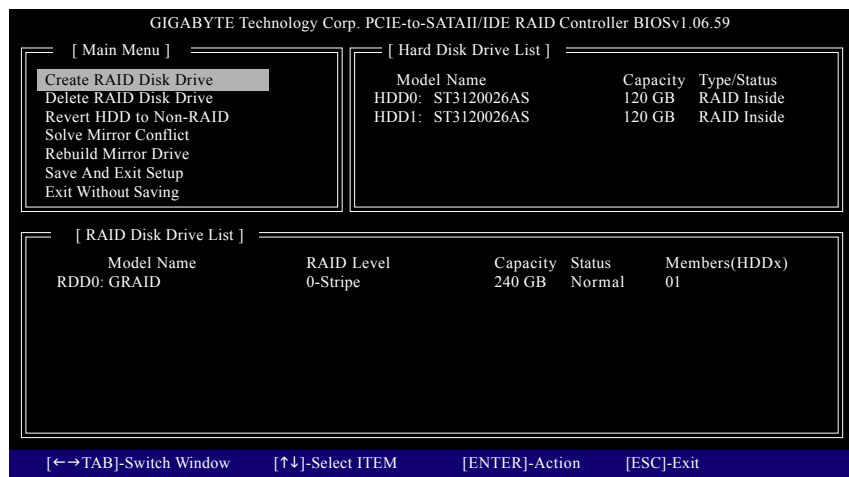 GIGABYTE Technology Corp. PCIE-to-SATAII/IDE RAID Controller BIOSv1.06.59
[ Main Menu ]
Create RAID Disk Drive
Delete RAID Disk Drive
Revert HDD to Non-RAID
Solve Mirror Conflict
Rebuild Mirror Drive
Save And Exit Setup
Exit Without Saving
[ Hard Disk Drive List ]
Model Name Capacity Type/Status
HDD0: ST3120026AS 120 GB RAID Inside
HDD1: ST3120026AS 120 GB RAID Inside
[ RAID Disk Drive List ]
Model Name RAID Level Capacity Status Members(HDDx)
RDD0: GRAID 0-Stripe 240 GB Normal 01
[←→TAB]-Switch Window [↑↓]-Select ITEM [ENTER]-Action [ESC]-Exit